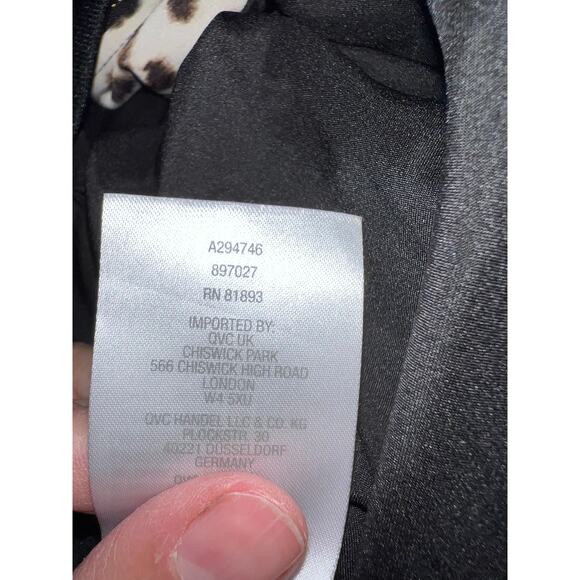 A294746
897027
RN 81893
IMPORTED BY:
QVC UK
CHISWICK PARK
566 CHISWICK HIGH ROAD
LONDON
W4 5XU
QVC HANDEL LLC & CO. KG
PLOCKSTR. 30
40221 DUSSELDORF
GERMANY